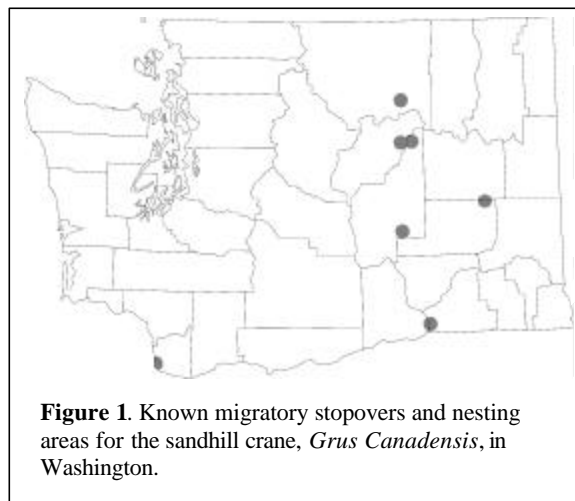 Figure 1. Known migratory stopovers and nesting
areas for the sandhill crane, Grus Canadensis, in
Washington.